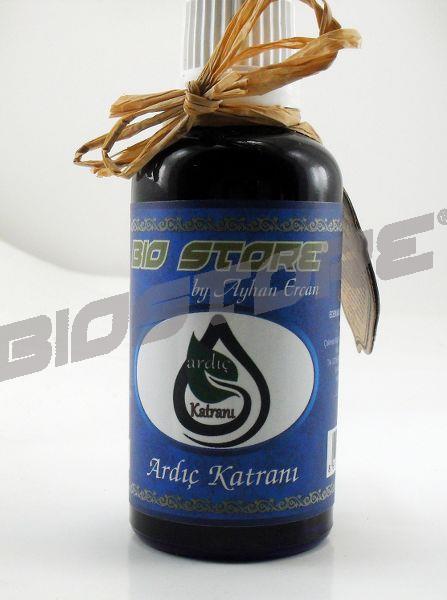 BIO STORE®
by Ayhan Ercan
BIOSTORE®
ardıç
Katranı
Ardıç Katranı